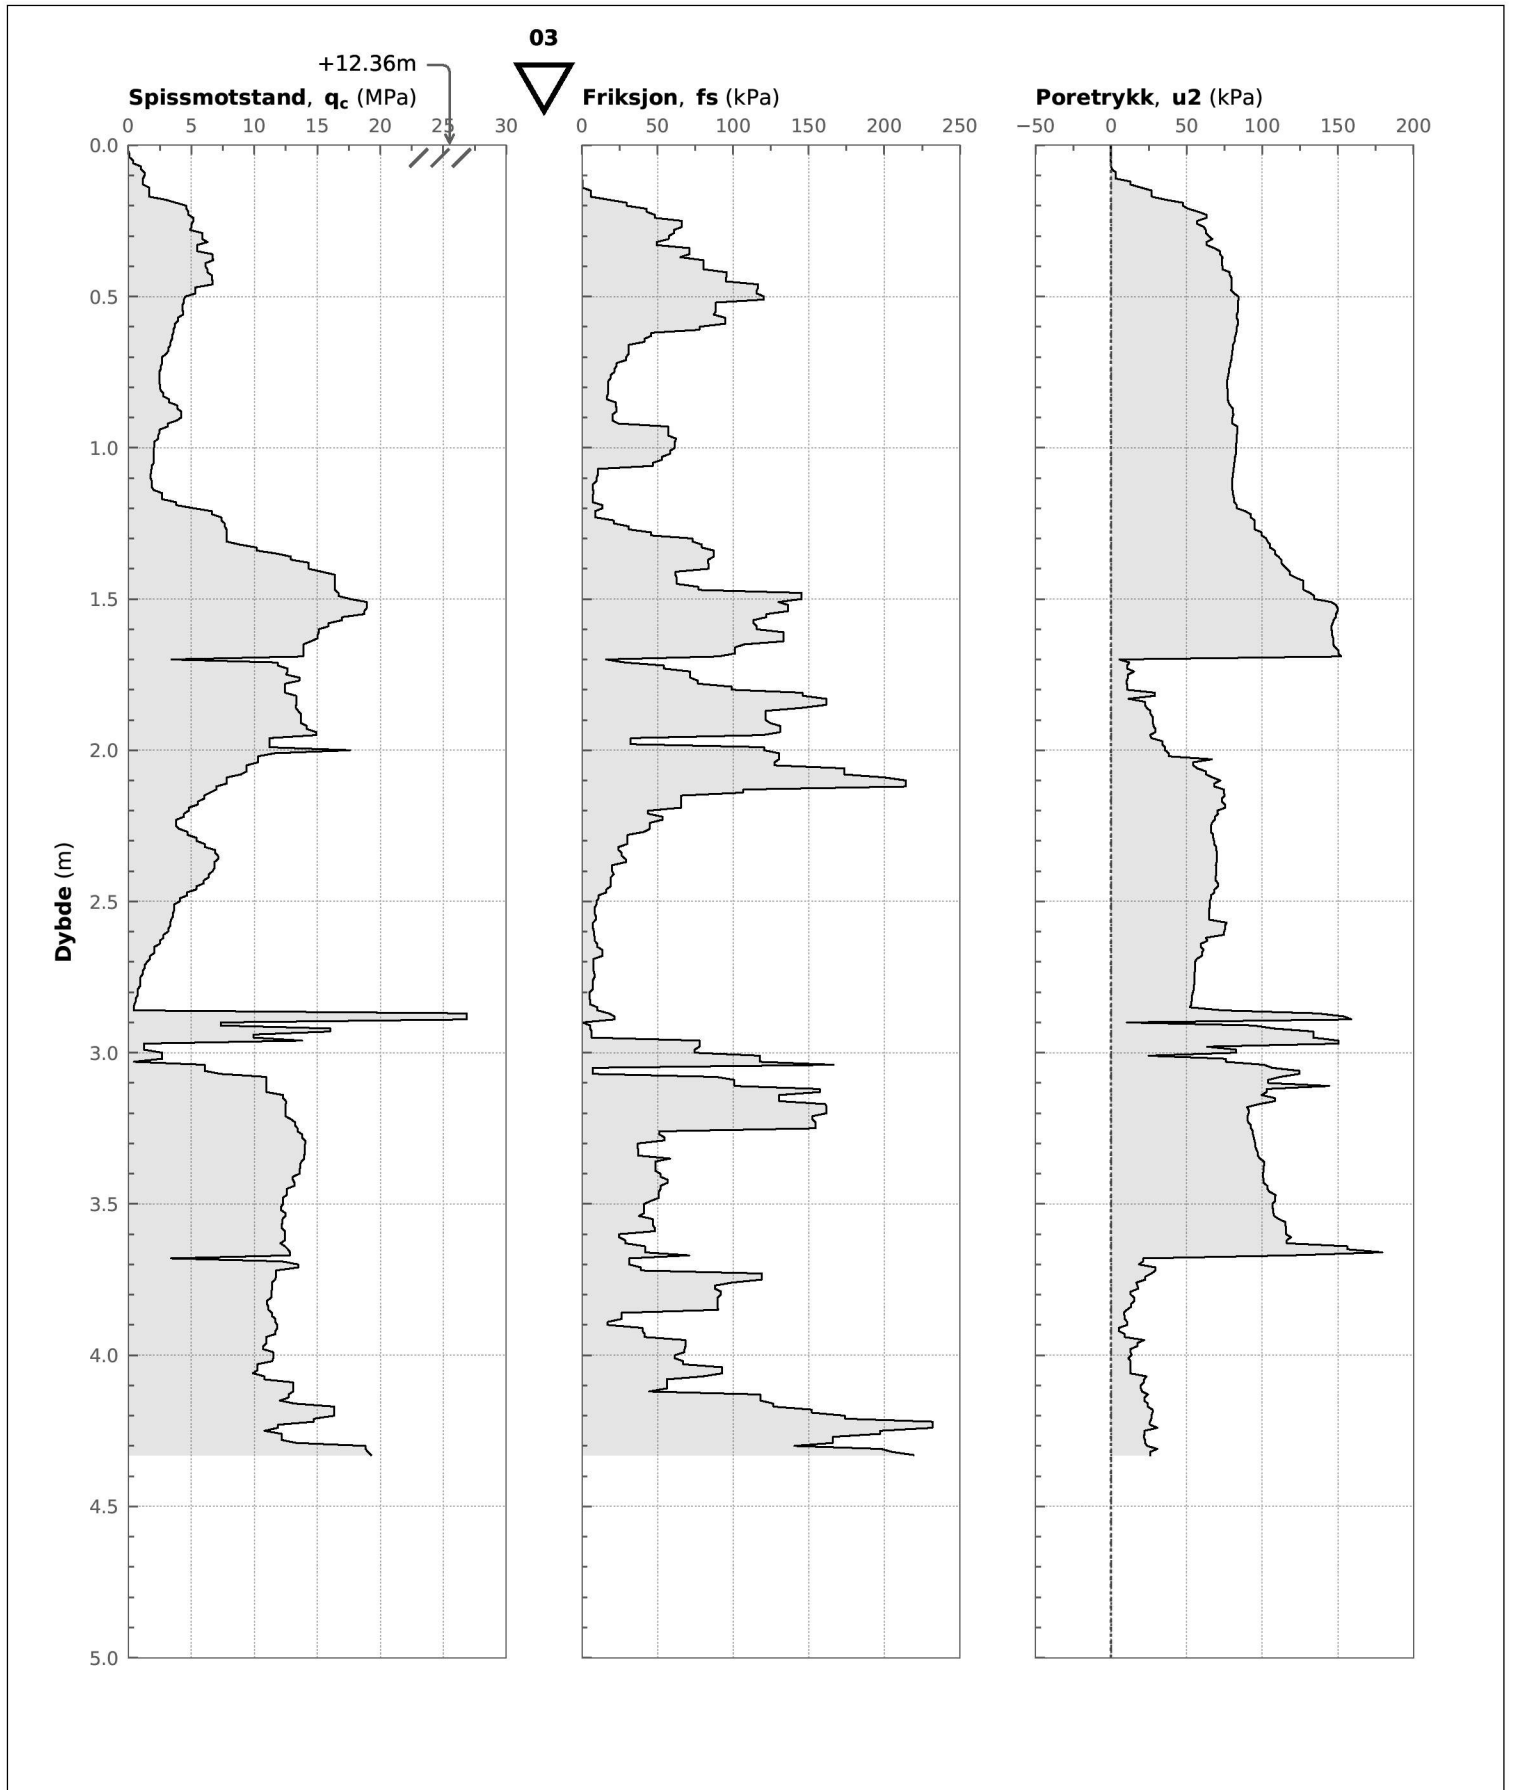 03
+12.36m
Spissmotstand, qc (MPa)
Friksjon, fs (kPa)
Poretrykk, u2 (kPa)
0 5 10 15 20 25 30
0 50 100 150 200 250
−50 0 50 100 150 200
0.0
0.5
1.0
1.5
2.0
2.5
Dybde (m)
3.0
3.5
4.0
4.5
5.0